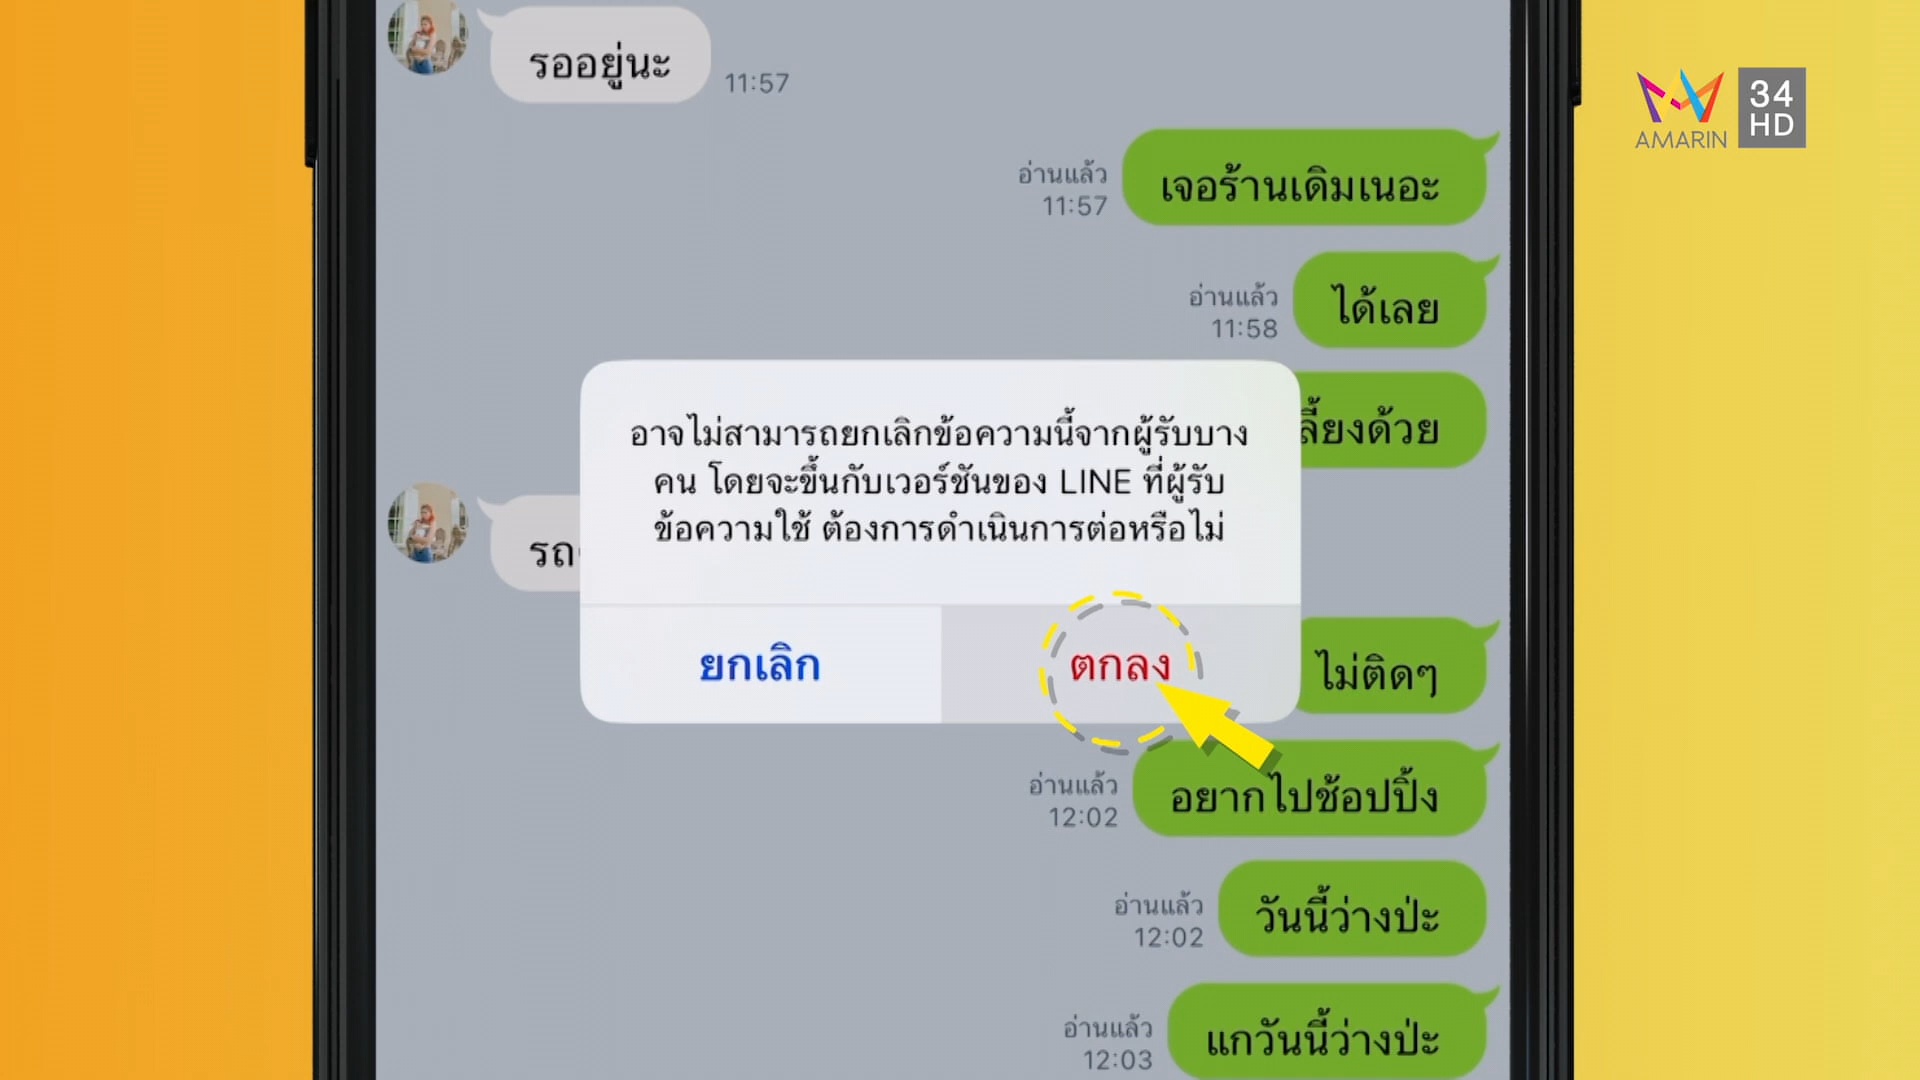 รออยู่นะ
11:57
34
HD
AMARIN
อ่านแล้ว
11:57
เจอร้านเดิมเนอะ
อ่านแล้ว
11:58
ได้เลย
ลี้ยงด้วย
อาจไม่สามารถยกเลิกข้อความนี้จากผู้รับบาง
คน โดยจะขึ้นกับเวอร์ชันของ LINE ที่ผู้รับ
ข้อความใช้ ต้องการดำเนินการต่อหรือไม่
รถ
ยกเลิก
ตกลง
ไม่ติดๆ
อ่านแล้ว
12:02
อยากไปช้อปปิ้ง
อ่านแล้ว
12:02
วันนี้ว่างป่ะ
อ่านแล้ว
12:03
แกวันนี้ว่างป่ะ